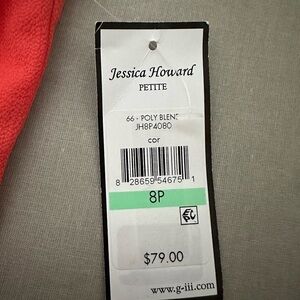 Jessica Howard
PETITE
66 - POLY BLEND
JH8P4080
cor
8 28659 54675 1
8P
$79.00
www.g-iii.com